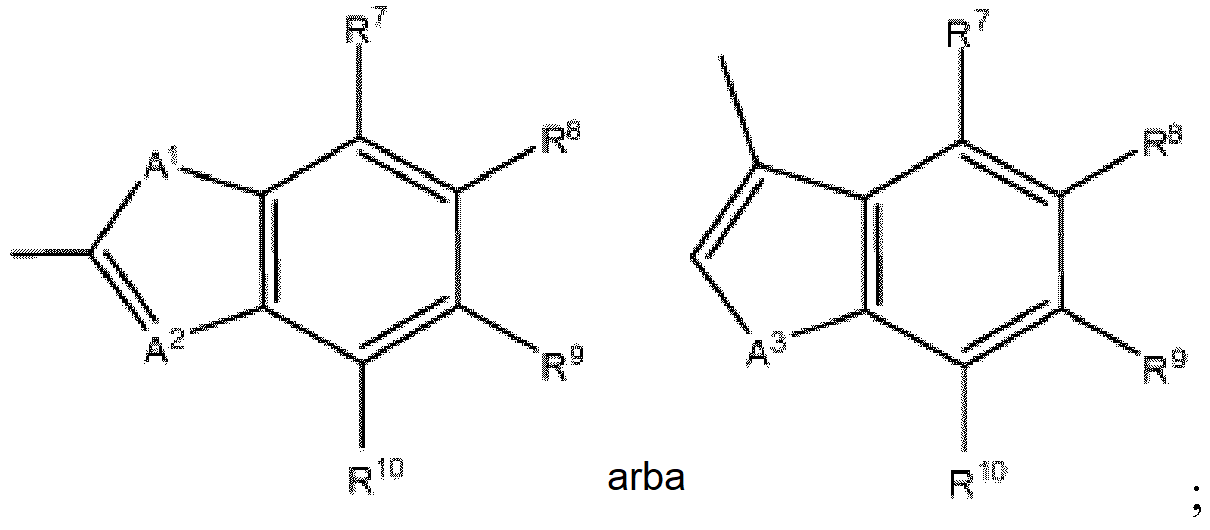 R⁷ R⁷
R⁸ R⁸
A¹
A² A³
R⁹ R⁹
R¹⁰ arba R¹⁰ ;